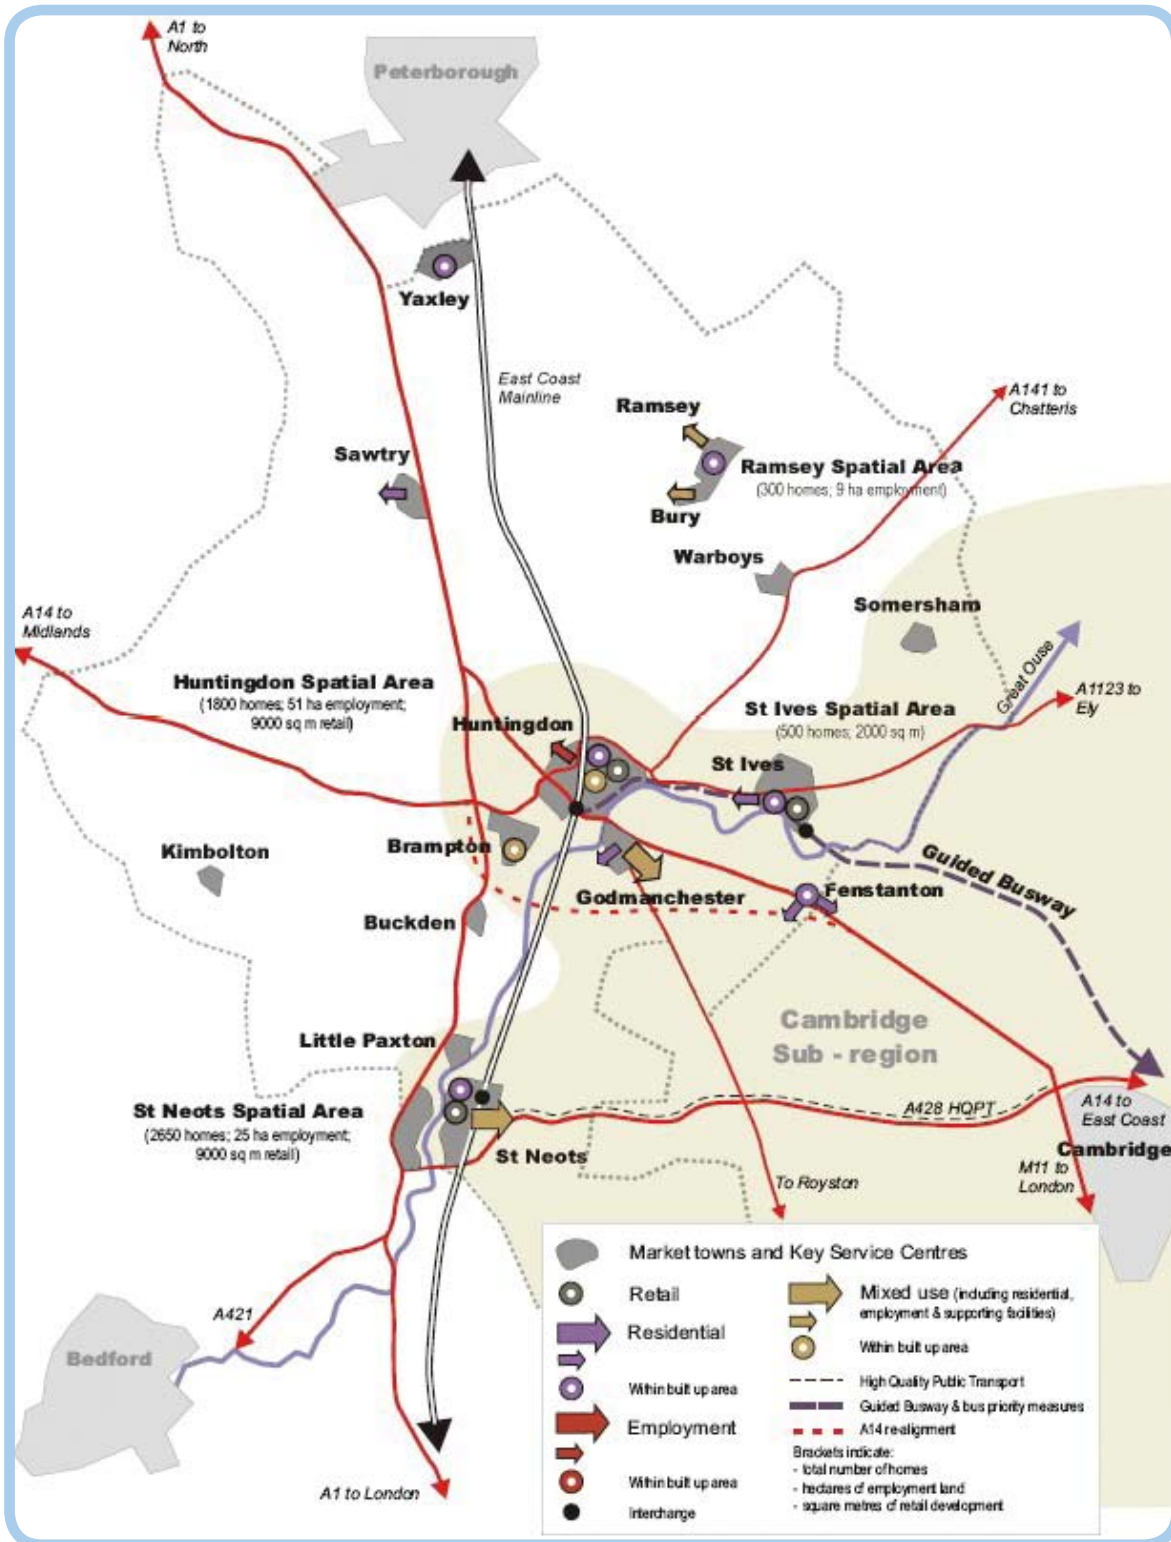 A1 to
North
Peterborough
Yaxley
East Coast
Mainline
A141 to
Chatteris
Ramsey
Sawtry
Ramsey Spatial Area
(300 homes; 9 ha employment)
Bury
Warboys
Somersham
A14 to
Midlands
Great Ouse
Huntingdon Spatial Area
(1800 homes; 51 ha employment;
9000 sq m retail)
A1123 to
Ely
St Ives Spatial Area
(500 homes; 2000 sq m)
Huntingdon
St Ives
Brampton
Kimbolton
Guided Busway
Godmanchester
Fenstanton
Buckden
Cambridge
Sub - region
Little Paxton
St Neots Spatial Area
(2650 homes; 25 ha employment;
9000 sq m retail)
A428 HQPT
A14 to
East Coast
Cambridge
St Neots
M11 to
London
To Royston
A421
Bedford
A1 to London
Market towns and Key Service Centres
Retail
Residential
Within built up area
Employment
Within built up area
Interchange
Mixed use (including residential,
employment & supporting facilities)
Within built up area
High Quality Public Transport
Guided Busway & bus priority measures
A14 re-alignment
Brackets indicate:
- total number of homes
- hectares of employment land
- square metres of retail development